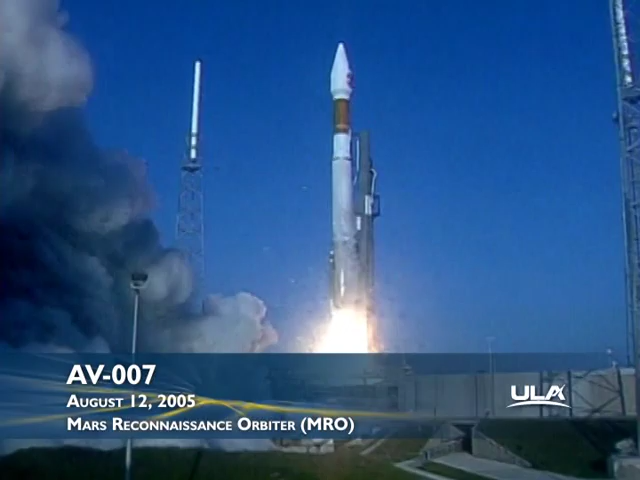 AV-007
August 12, 2005
Mars Reconnaissance Orbiter (MRO)
ULA